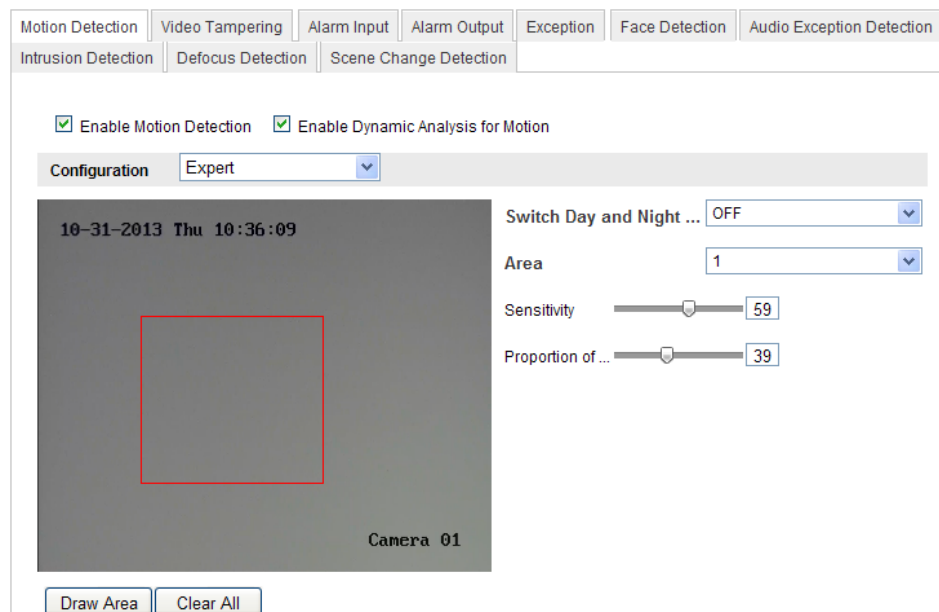 Motion Detection Video Tampering Alarm Input Alarm Output Exception Face Detection Audio Exception Detection
Intrusion Detection Defocus Detection Scene Change Detection
Enable Motion Detection Enable Dynamic Analysis for Motion
Configuration Expert
10-31-2013 Thu 10:36:09
Switch Day and Night ... OFF
Area 1
Sensitivity 59
Proportion of ... 39
Camera 01
Draw Area Clear All